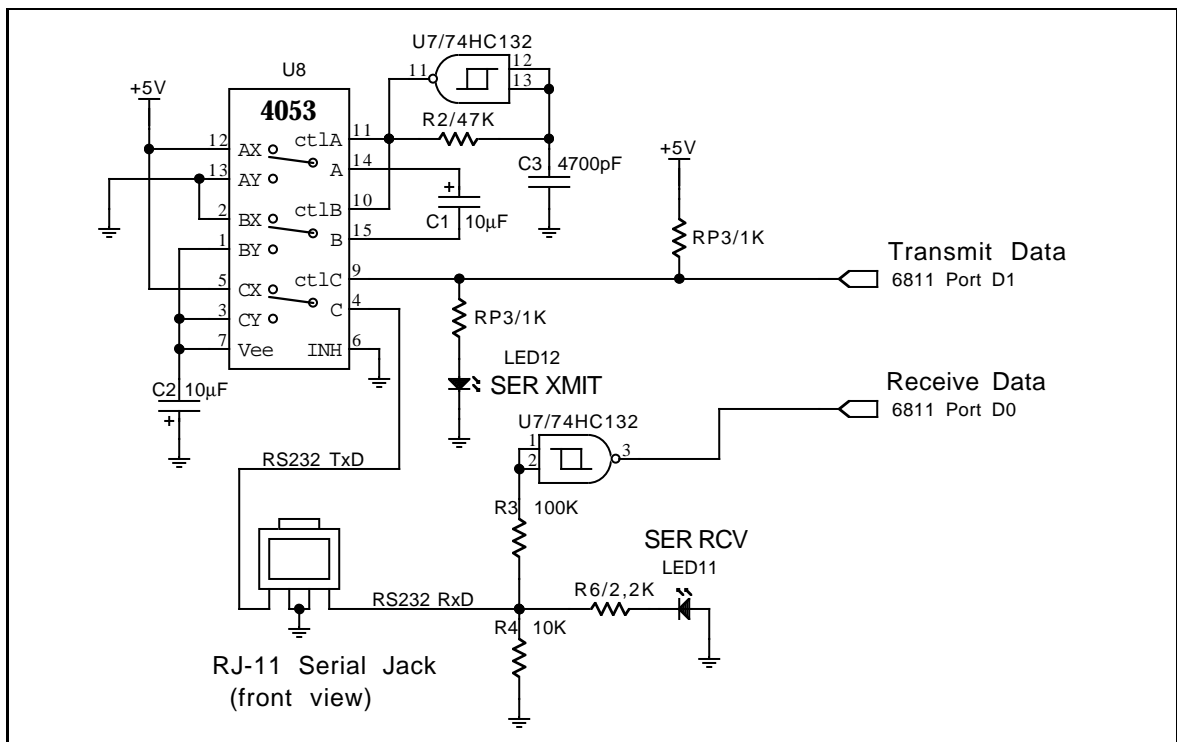 U7/74HC132
12
13
11
U8
+5V
4053
R2/47K
12
AX
ctlA
11
C3 4700pF
+5V
13
AY
A
14
+
2
BX
ctlB
10
C1 10µF
1
BY
B
15
RP3/1K
Transmit Data
6811 Port D1
5
CX
ctlC
9
3
CY
C
4
RP3/1K
7
Vee
INH
6
LED12
SER XMIT
C2 10µF
+
Receive Data
6811 Port D0
U7/74HC132
1
2
3
RS232 TxD
R3 100K
SER RCV
LED11
R6/2,2K
RS232 RxD
R4 10K
RJ-11 Serial Jack
(front view)